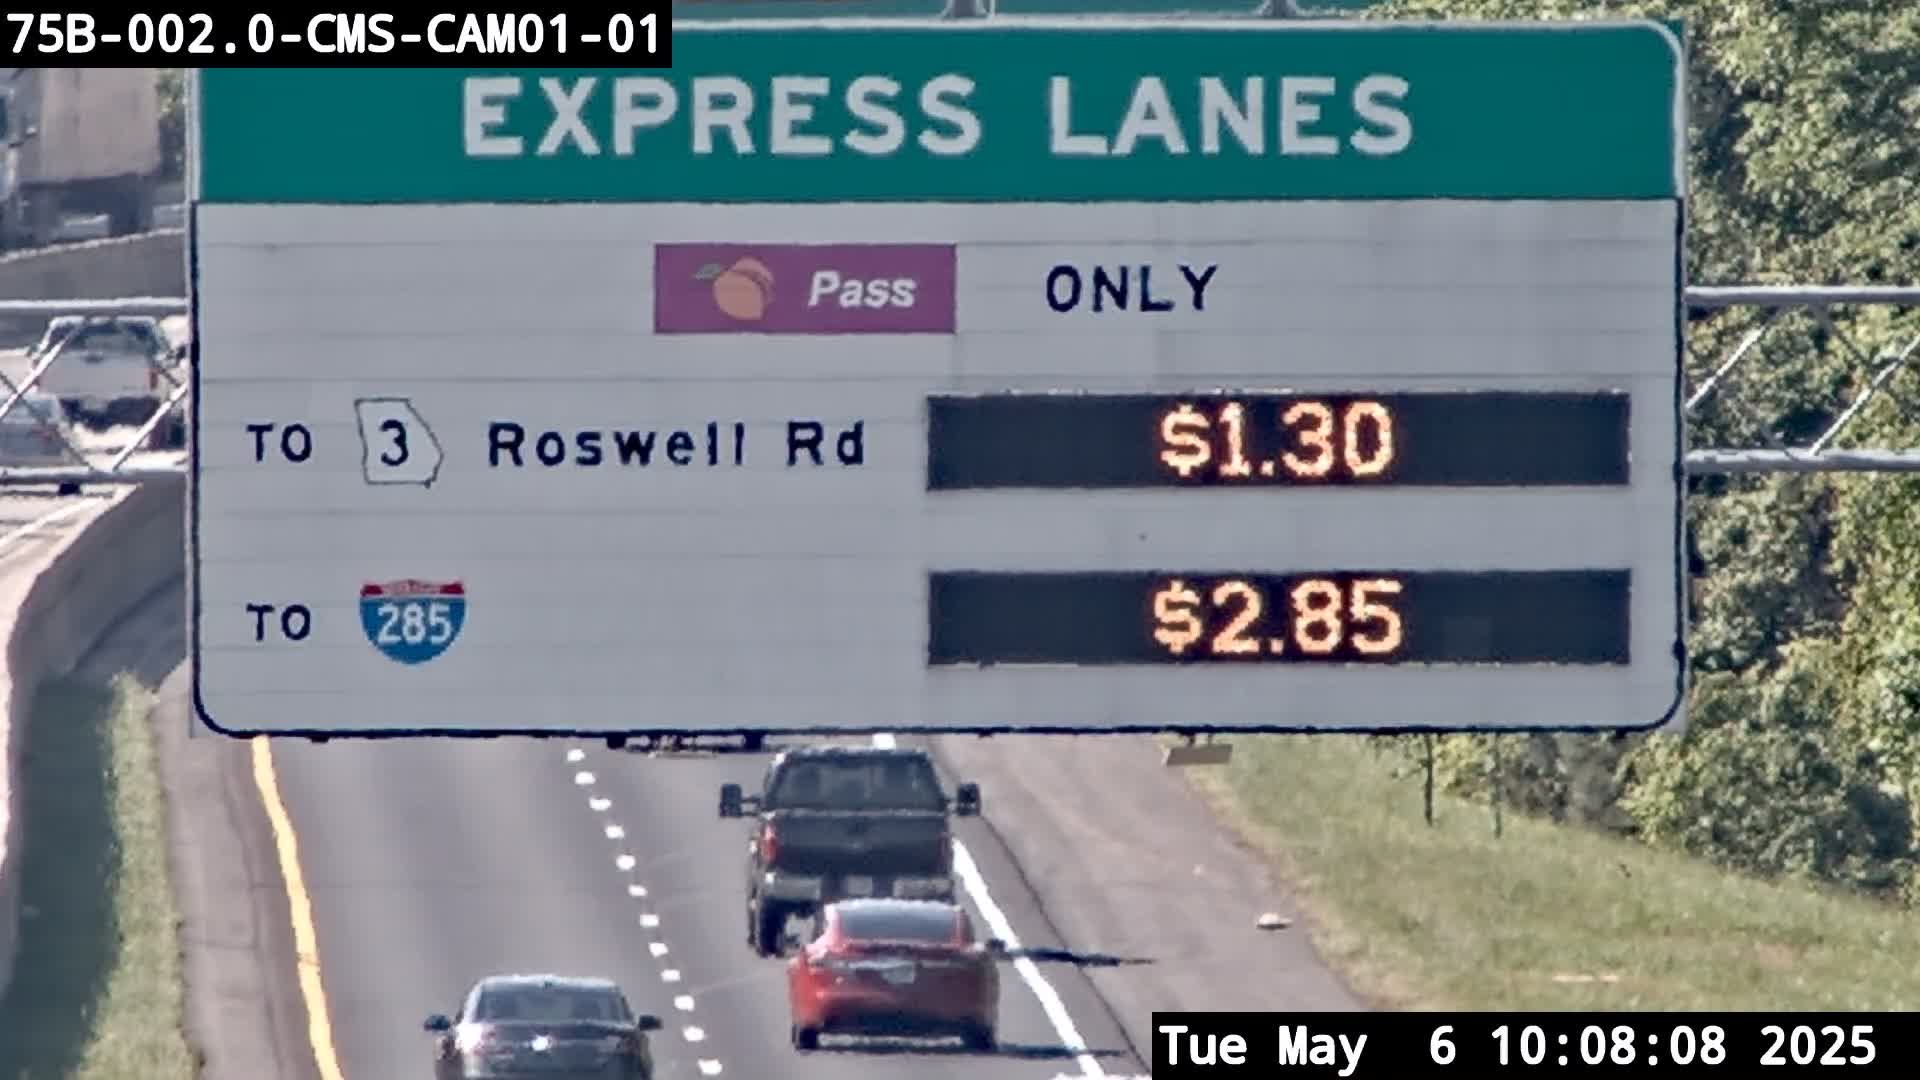 75B-002.0-CMS-CAM01-01
EXPRESS LANES
Pass ONLY
TO 3 Roswell Rd $1.30
TO 285 $2.85
Tue May 6 10:08:08 2025